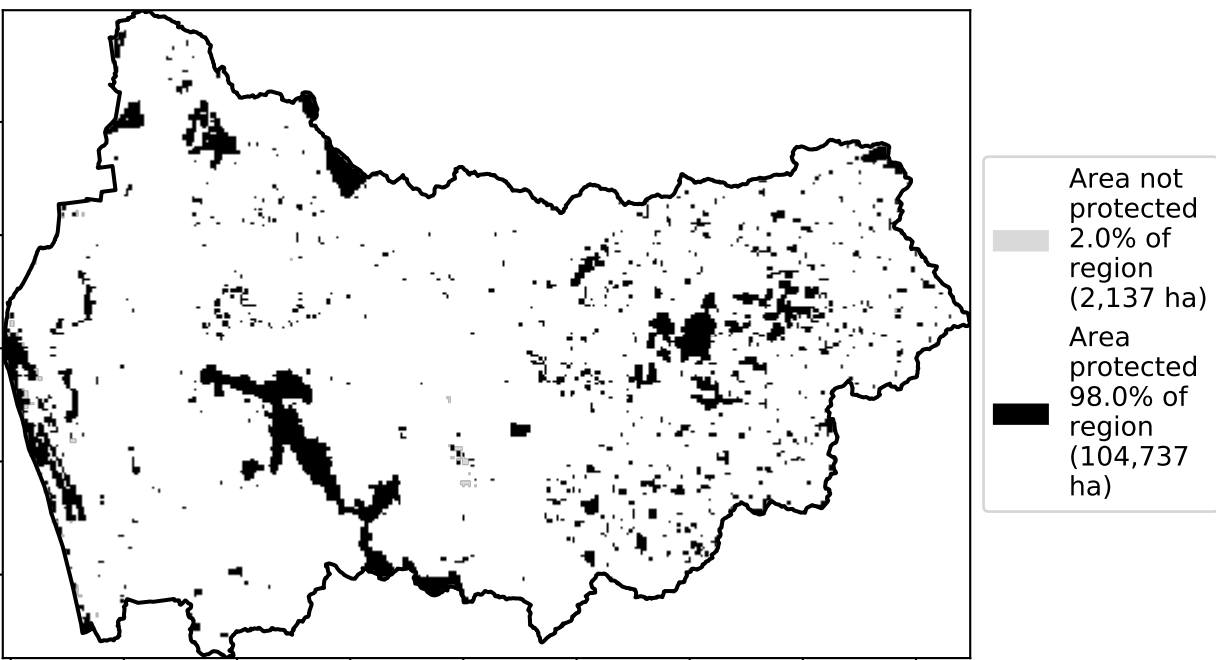 Area not
protected
2.0% of
region
(2,137 ha)
Area
protected
98.0% of
region
(104,737
ha)